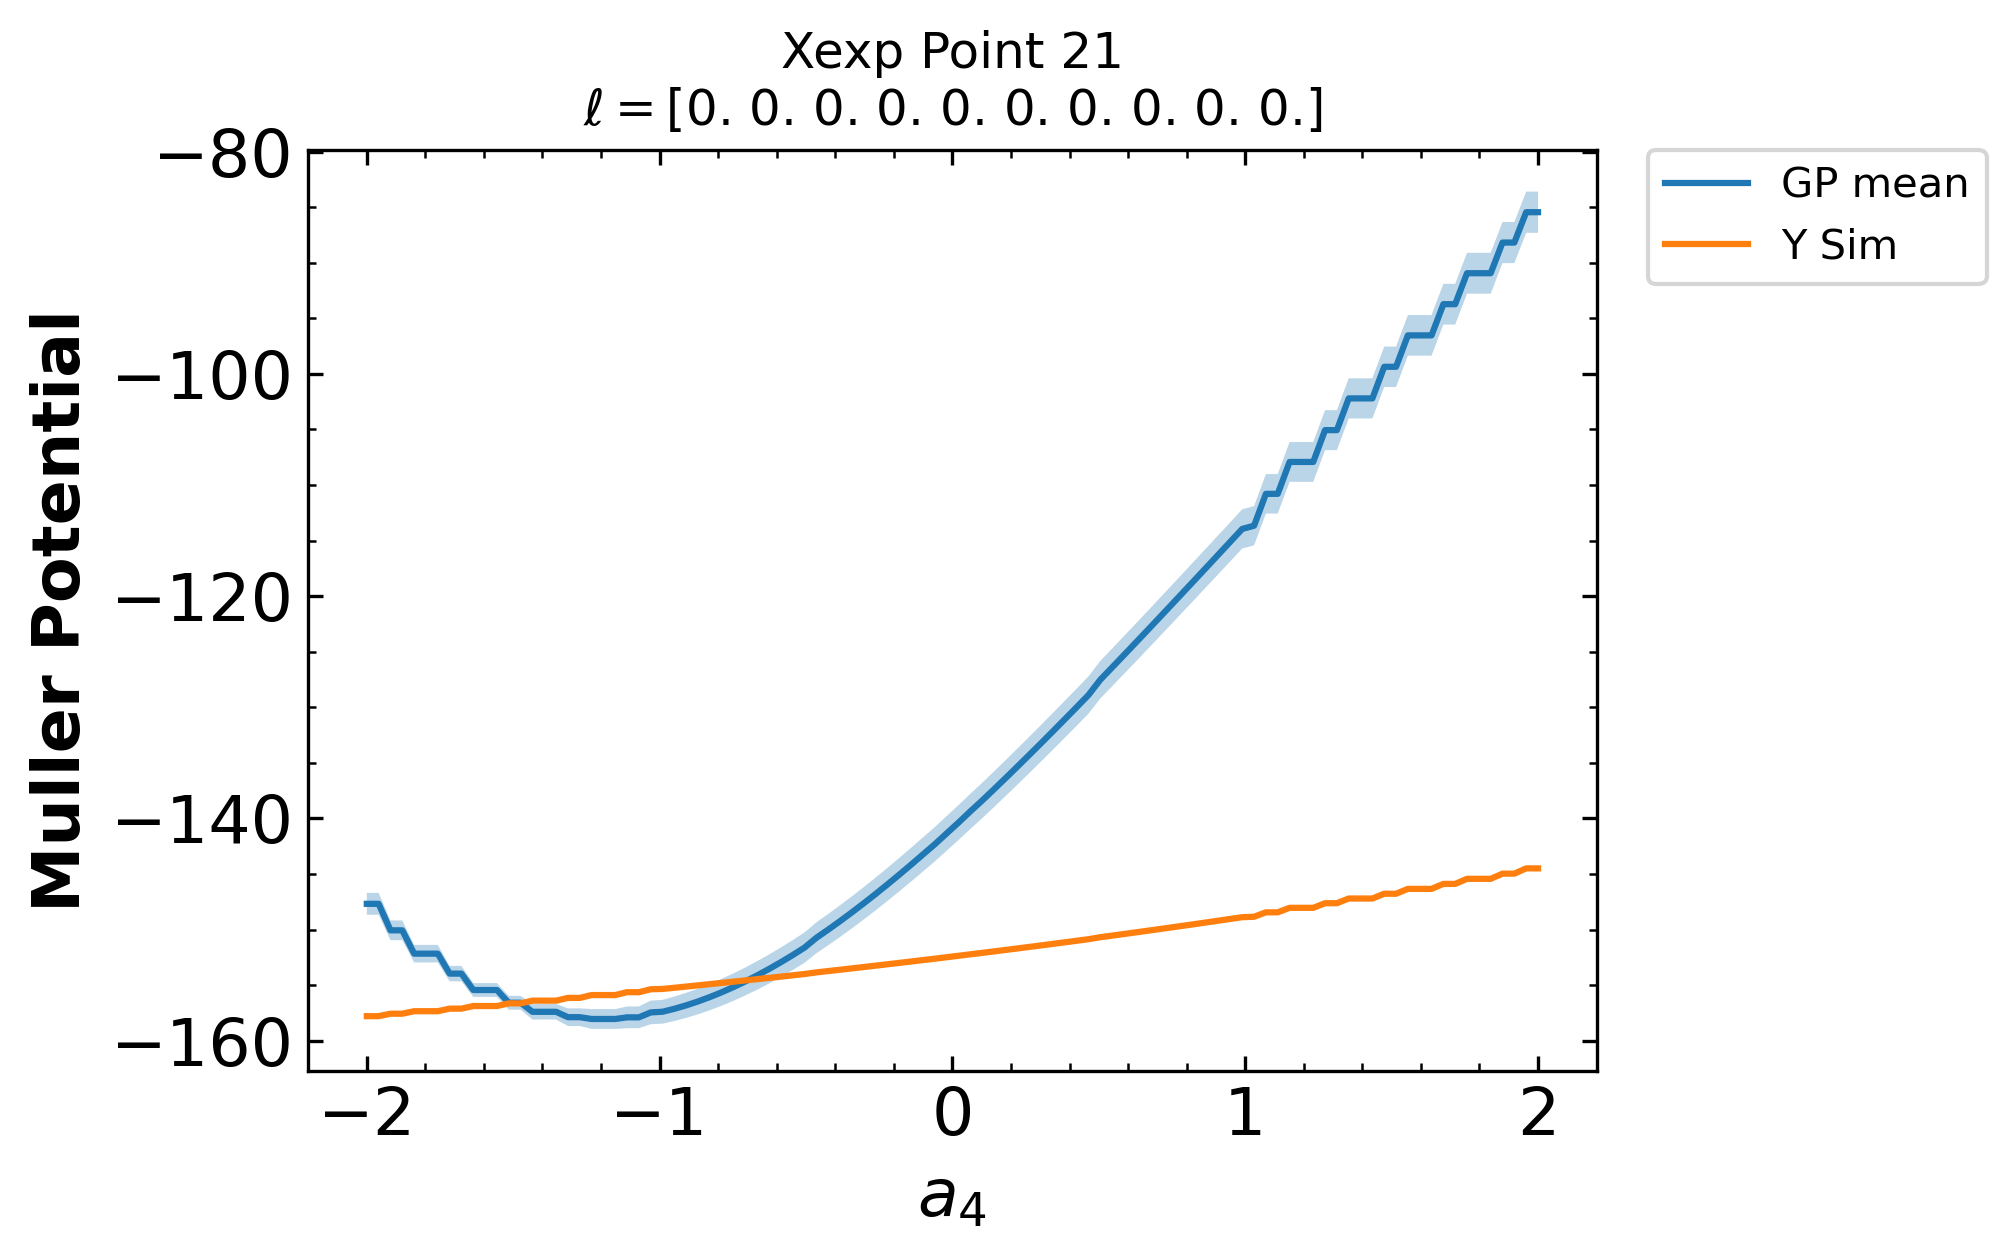 Xexp Point 21
ℓ = [0. 0. 0. 0. 0. 0. 0. 0. 0. 0.]
−80
−100
−120
−140
−160
Muller Potential
−2
−1
0
1
2
a₄
GP mean
Y Sim